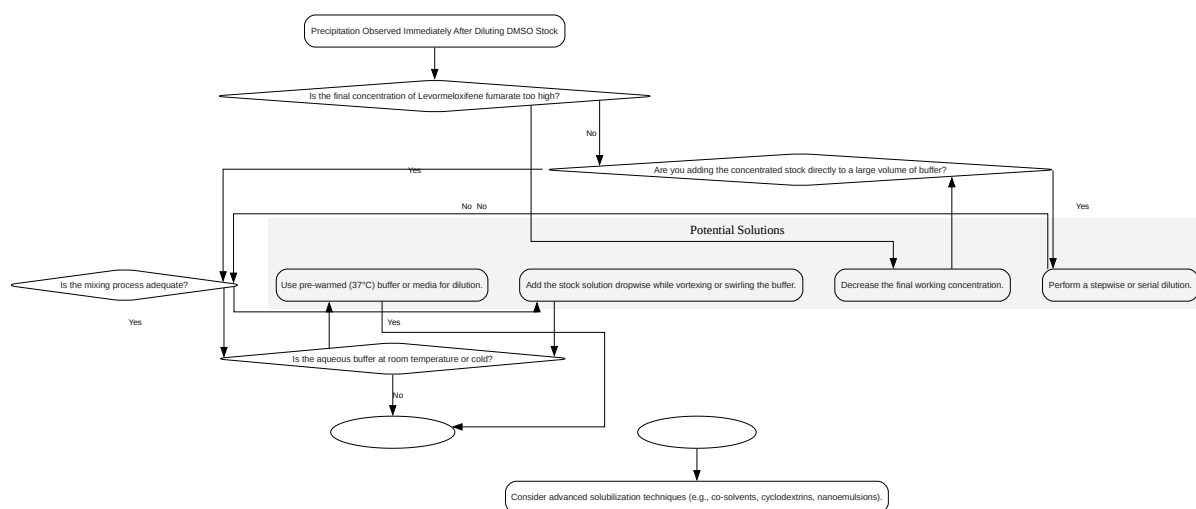 Precipitation Observed Immediately After Diluting DMSO Stock
Is the final concentration of Levormeloxifene fumarate too high?
No
Yes
Are you adding the concentrated stock directly to a large volume of buffer?
No No
Yes
Potential Solutions
Is the mixing process adequate?
Use pre-warmed (37°C) buffer or media for dilution.
Add the stock solution dropwise while vortexing or swirling the buffer.
Decrease the final working concentration.
Perform a stepwise or serial dilution.
Yes
Yes
Is the aqueous buffer at room temperature or cold?
No
Consider advanced solubilization techniques (e.g., co-solvents, cyclodextrins, nanoemulsions).